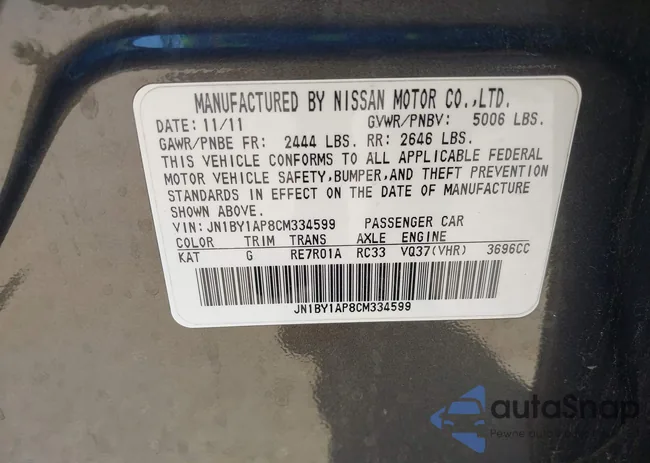 MANUFACTURED BY NISSAN MOTOR CO.,LTD.
DATE: 11/11 GVWR/PNBV: 5006 LBS.
GAWR/PNBE FR: 2444 LBS. RR: 2646 LBS.
THIS VEHICLE CONFORMS TO ALL APPLICABLE FEDERAL
MOTOR VEHICLE SAFETY,BUMPER,AND THEFT PREVENTION
STANDARDS IN EFFECT ON THE DATE OF MANUFACTURE
SHOWN ABOVE.
VIN: JN1BY1AP8CM334599 PASSENGER CAR
COLOR TRIM TRANS AXLE ENGINE
KAT G RE7R01A RC33 VQ37(VHR) 3696CC
JN1BY1AP8CM334599
autoSnap
Pewne auto